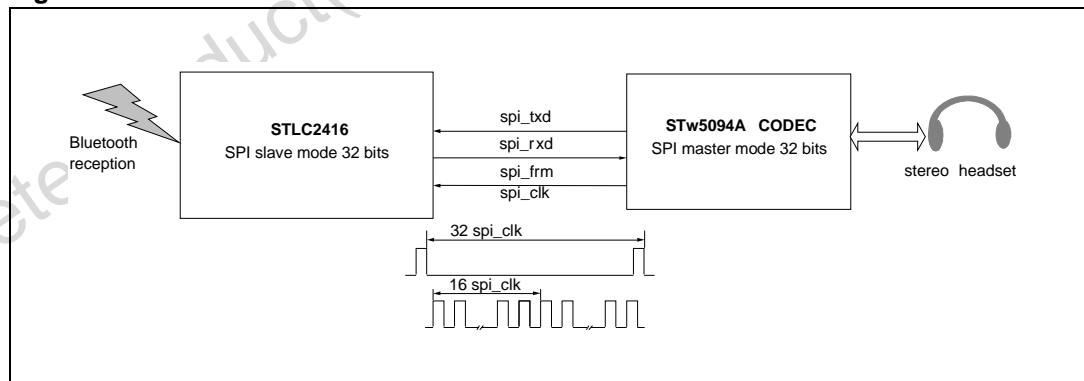 STLC2416
SPI slave mode 32 bits
Bluetooth
reception
spi_txd
spi_rxd
spi_frm
spi_clk
STw5094A CODEC
SPI master mode 32 bits
stereo headset
32 spi_clk
16 spi_clk